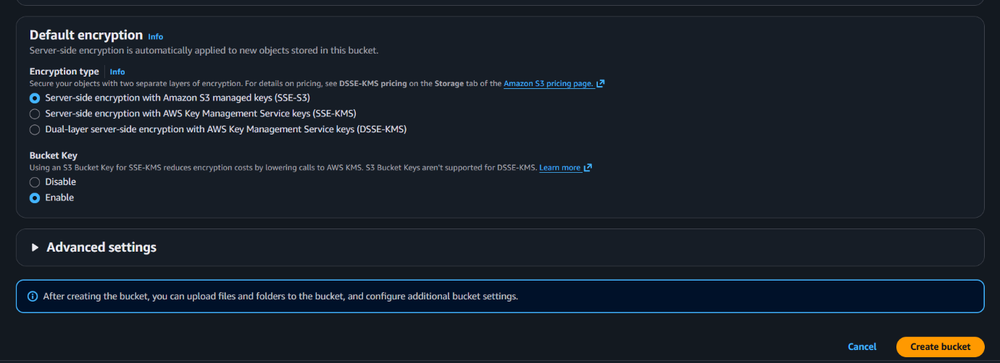 Default encryption Info
Server-side encryption is automatically applied to new objects stored in this bucket.
Encryption type Info
Secure your objects with two separate layers of encryption. For details on pricing, see DSSE-KMS pricing on the Storage tab of the Amazon S3 pricing page.
Server-side encryption with Amazon S3 managed keys (SSE-S3)
Server-side encryption with AWS Key Management Service keys (SSE-KMS)
Dual-layer server-side encryption with AWS Key Management Service keys (DSSE-KMS)
Bucket Key
Using an S3 Bucket Key for SSE-KMS reduces encryption costs by lowering calls to AWS KMS. S3 Bucket Keys aren't supported for DSSE-KMS. Learn more
Disable
Enable
Advanced settings
After creating the bucket, you can upload files and folders to the bucket, and configure additional bucket settings.
Cancel Create bucket